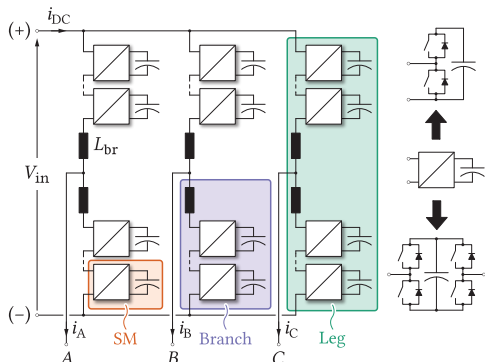 (+)
i_DC
L_br
V_in
(−)
i_A
i_B
i_C
SM
Branch
Leg
A
B
C